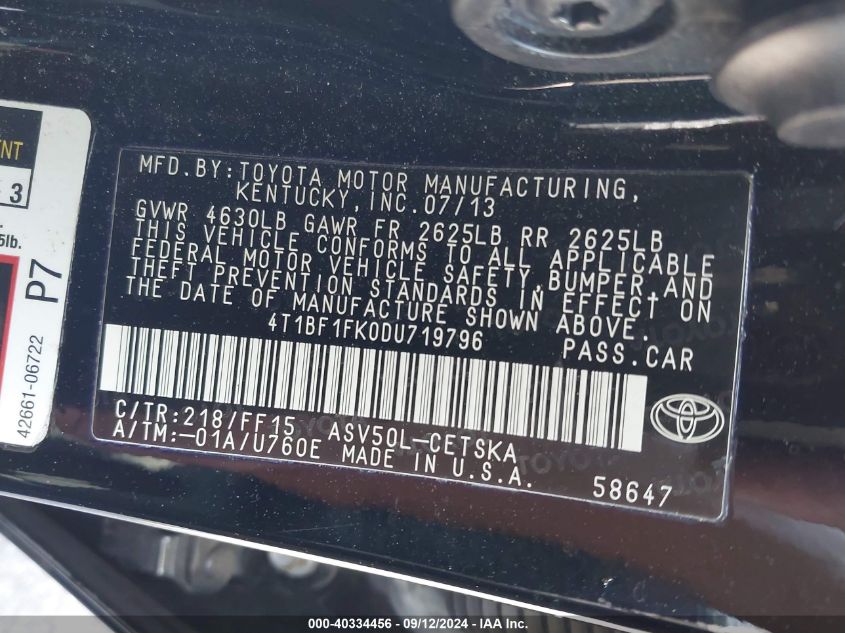 NT
3
5lb.
P7
42661-06722
MFD.BY:TOYOTA MOTOR MANUFACTURING,
KENTUCKY, INC. 07/13
GVWR 4630LB GAWR FR 2625LB RR 2625LB
THIS VEHICLE CONFORMS TO ALL APPLICABLE
FEDERAL MOTOR VEHICLE SAFETY, BUMPER, AND
THEFT PREVENTION STANDARDS IN EFFECT ON
THE DATE OF MANUFACTURE SHOWN ABOVE.
4T1BF1FK0DU719796 PASS.CAR
C/TR:218/FF15 ASV50L-CETSKA
A/TM:-01A/U760E MADE IN U.S.A.
58647
000-40334456 - 09/12/2024 - IAA Inc.